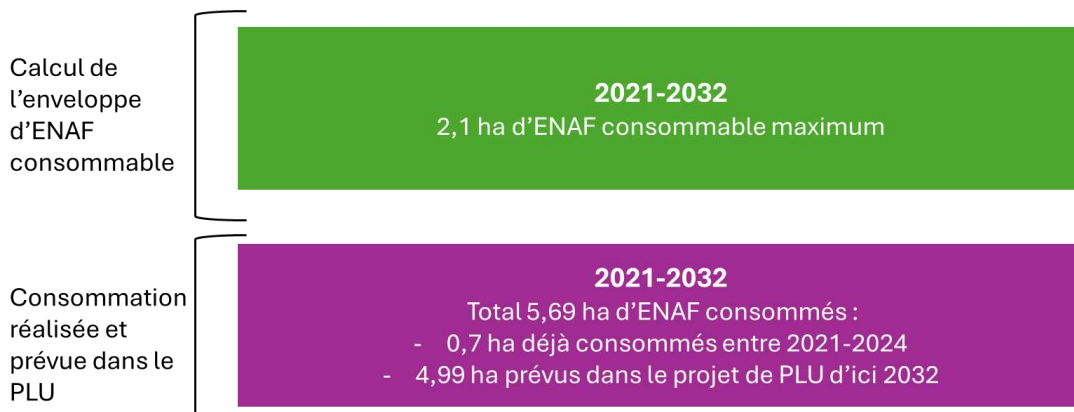 Calcul de
l’enveloppe
d’ENAF
consommable
2021-2032
2,1 ha d’ENAF consommable maximum
Consommation
réalisée et
prévue dans le
PLU
2021-2032
Total 5,69 ha d’ENAF consommés :
- 0,7 ha déjà consommés entre 2021-2024
- 4,99 ha prévus dans le projet de PLU d’ici 2032